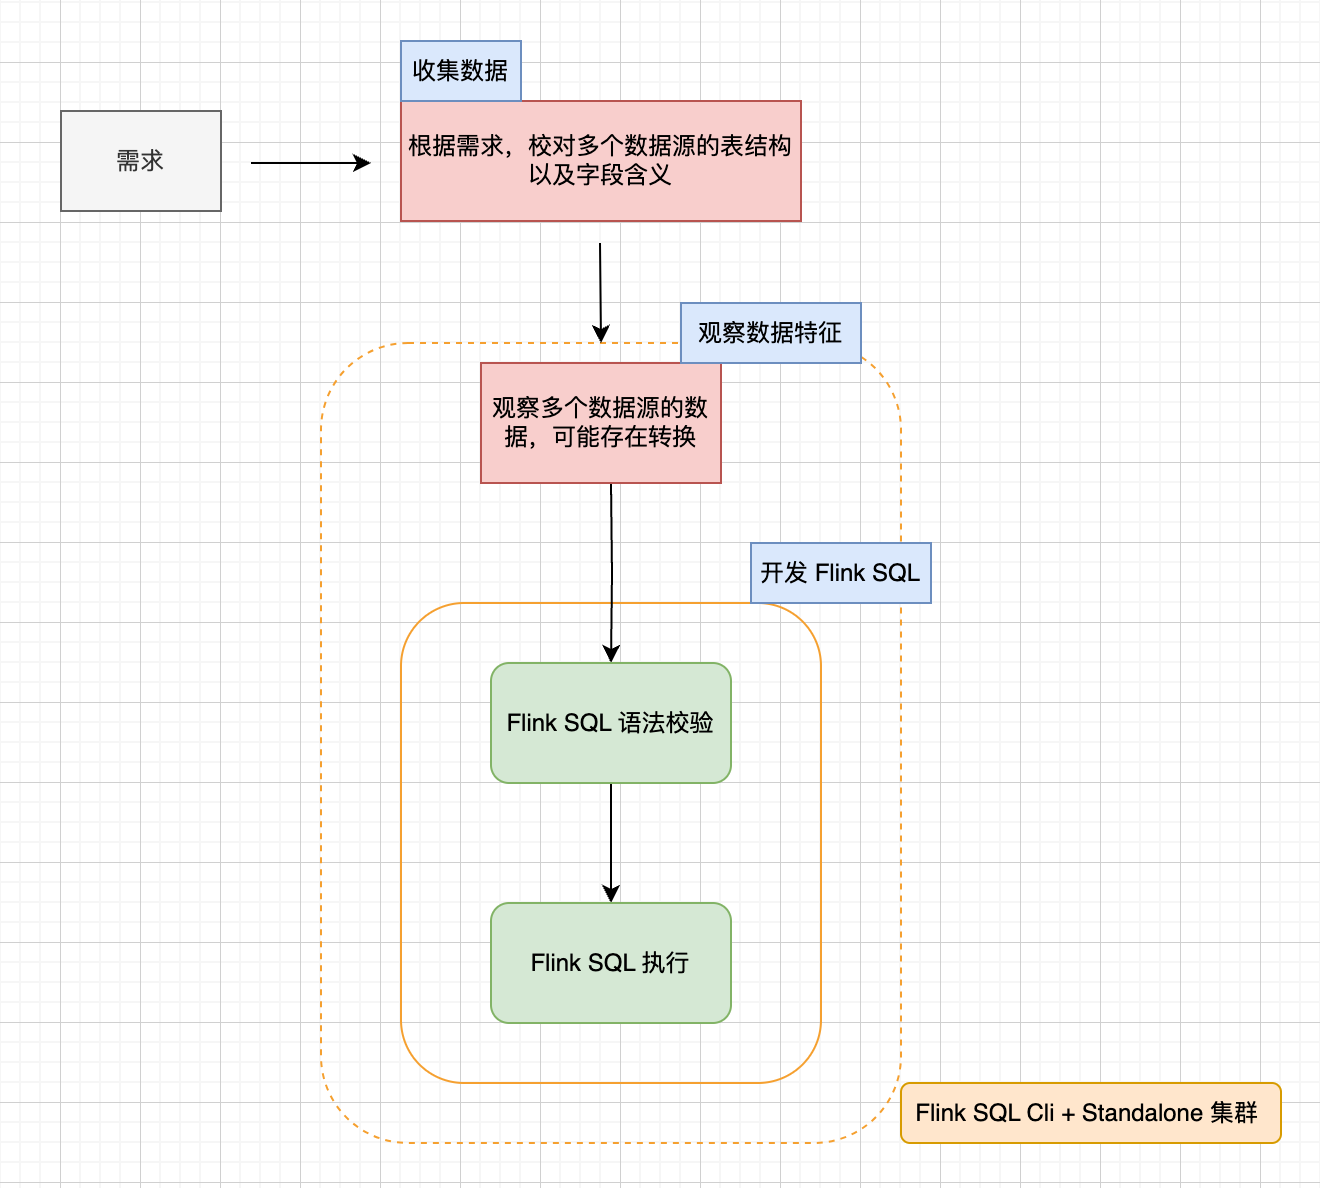 收集数据
需求
根据需求，校对多个数据源的表结构
以及字段含义
观察数据特征
观察多个数据源的数
据，可能存在转换
开发 Flink SQL
Flink SQL 语法校验
Flink SQL 执行
Flink SQL Cli + Standalone 集群